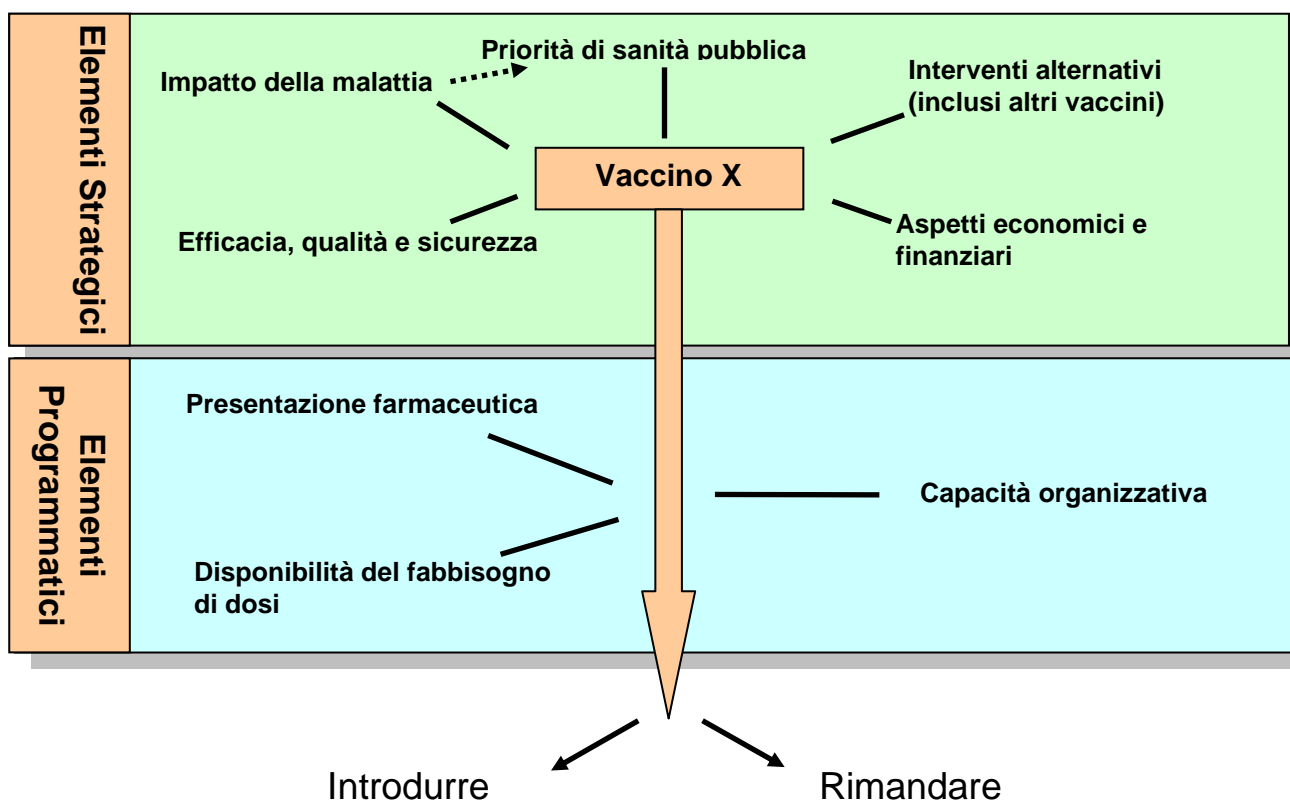 Elementi Strategici
Priorità di sanità pubblica
Impatto della malattia
Interventi alternativi
(inclusi altri vaccini)
Vaccino X
Efficacia, qualità e sicurezza
Aspetti economici e
finanziari
Elementi
Programmatici
Presentazione farmaceutica
Capacità organizzativa
Disponibilità del fabbisogno
di dosi
Introdurre
Rimandare